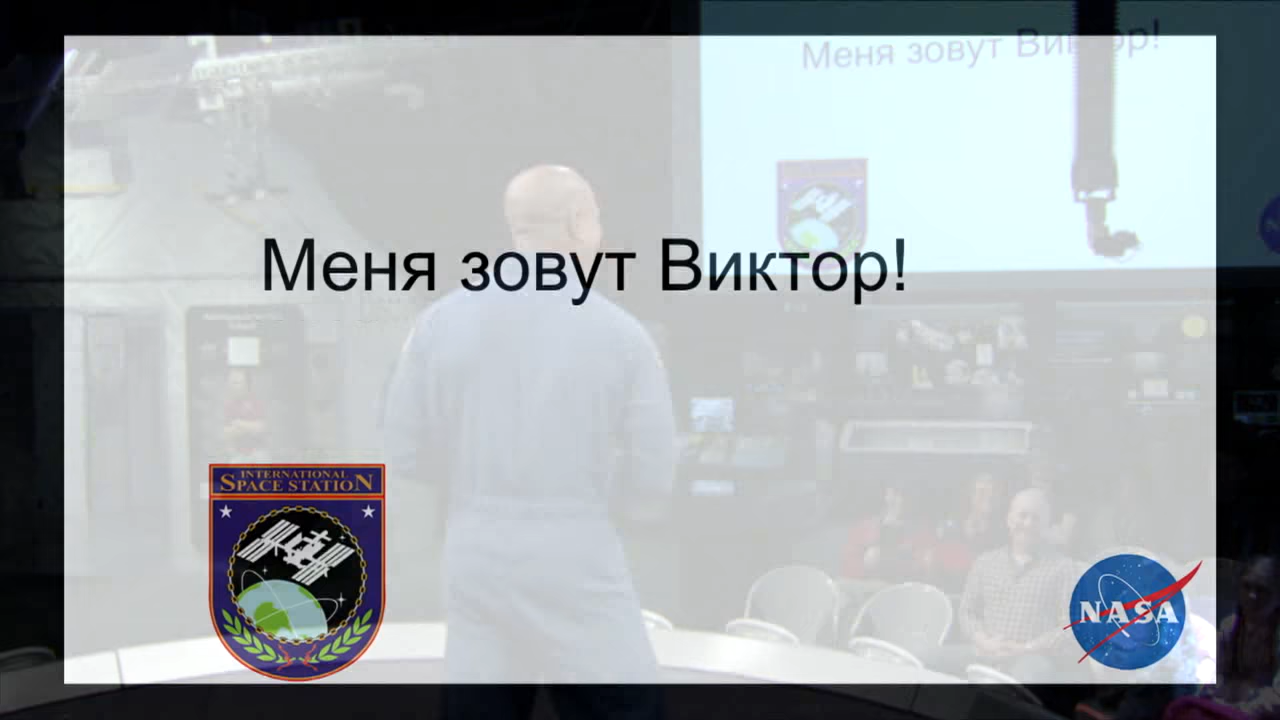 Меня зовут Виктор!
Меня зовут Виктор!
INTERNATIONAL
SPACE STATION
NASA